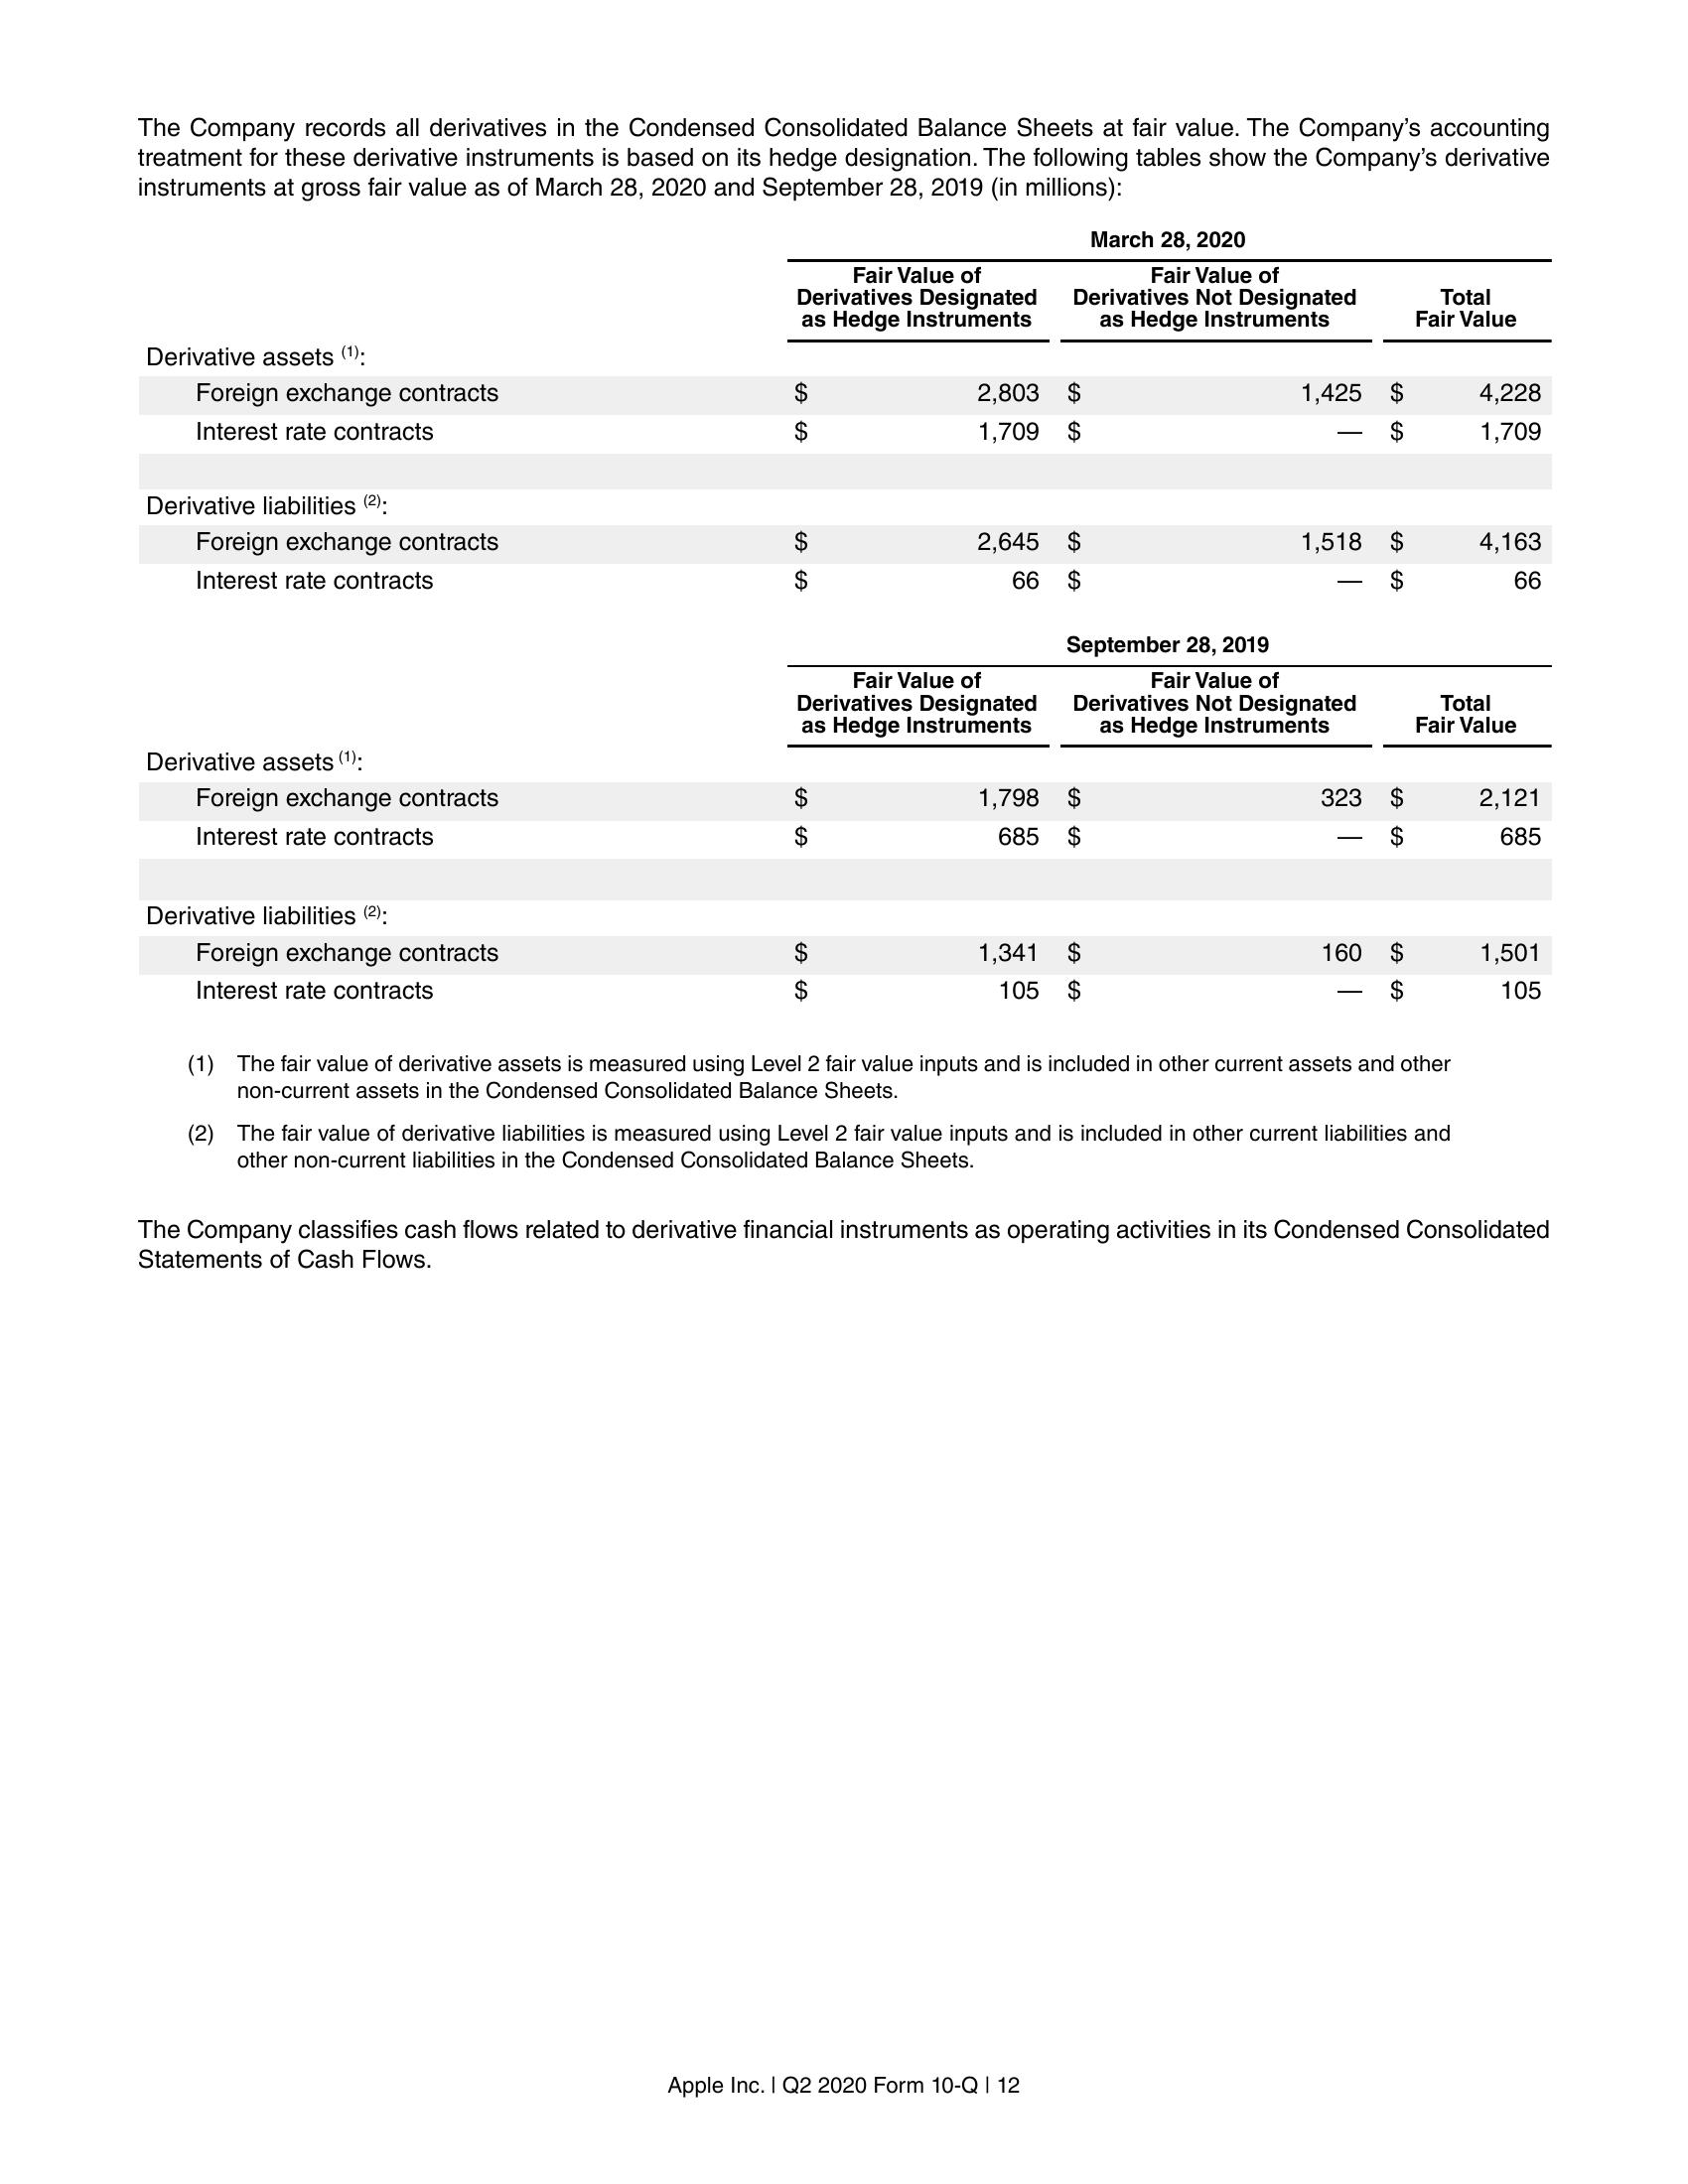 The Company records all derivatives in the Condensed Consolidated Balance Sheets at fair value. The Company’s accounting
treatment for these derivative instruments is based on its hedge designation. The following tables show the Company’s derivative
instruments at gross fair value as of March 28, 2020 and September 28, 2019 (in millions):
March 28, 2020
Fair Value of Derivatives Designated as Hedge Instruments
Fair Value of Derivatives Not Designated as Hedge Instruments
Total Fair Value
Derivative assets (1):
Foreign exchange contracts $ 2,803 $ 1,425 $ 4,228
Interest rate contracts $ 1,709 $ — $ 1,709
Derivative liabilities (2):
Foreign exchange contracts $ 2,645 $ 1,518 $ 4,163
Interest rate contracts $ 66 $ — $ 66
September 28, 2019
Fair Value of Derivatives Designated as Hedge Instruments
Fair Value of Derivatives Not Designated as Hedge Instruments
Total Fair Value
Derivative assets (1):
Foreign exchange contracts $ 1,798 $ 323 $ 2,121
Interest rate contracts $ 685 $ — $ 685
Derivative liabilities (2):
Foreign exchange contracts $ 1,341 $ 160 $ 1,501
Interest rate contracts $ 105 $ — $ 105
(1) The fair value of derivative assets is measured using Level 2 fair value inputs and is included in other current assets and other
non-current assets in the Condensed Consolidated Balance Sheets.
(2) The fair value of derivative liabilities is measured using Level 2 fair value inputs and is included in other current liabilities and
other non-current liabilities in the Condensed Consolidated Balance Sheets.
The Company classifies cash flows related to derivative financial instruments as operating activities in its Condensed Consolidated
Statements of Cash Flows.
Apple Inc. | Q2 2020 Form 10-Q | 12